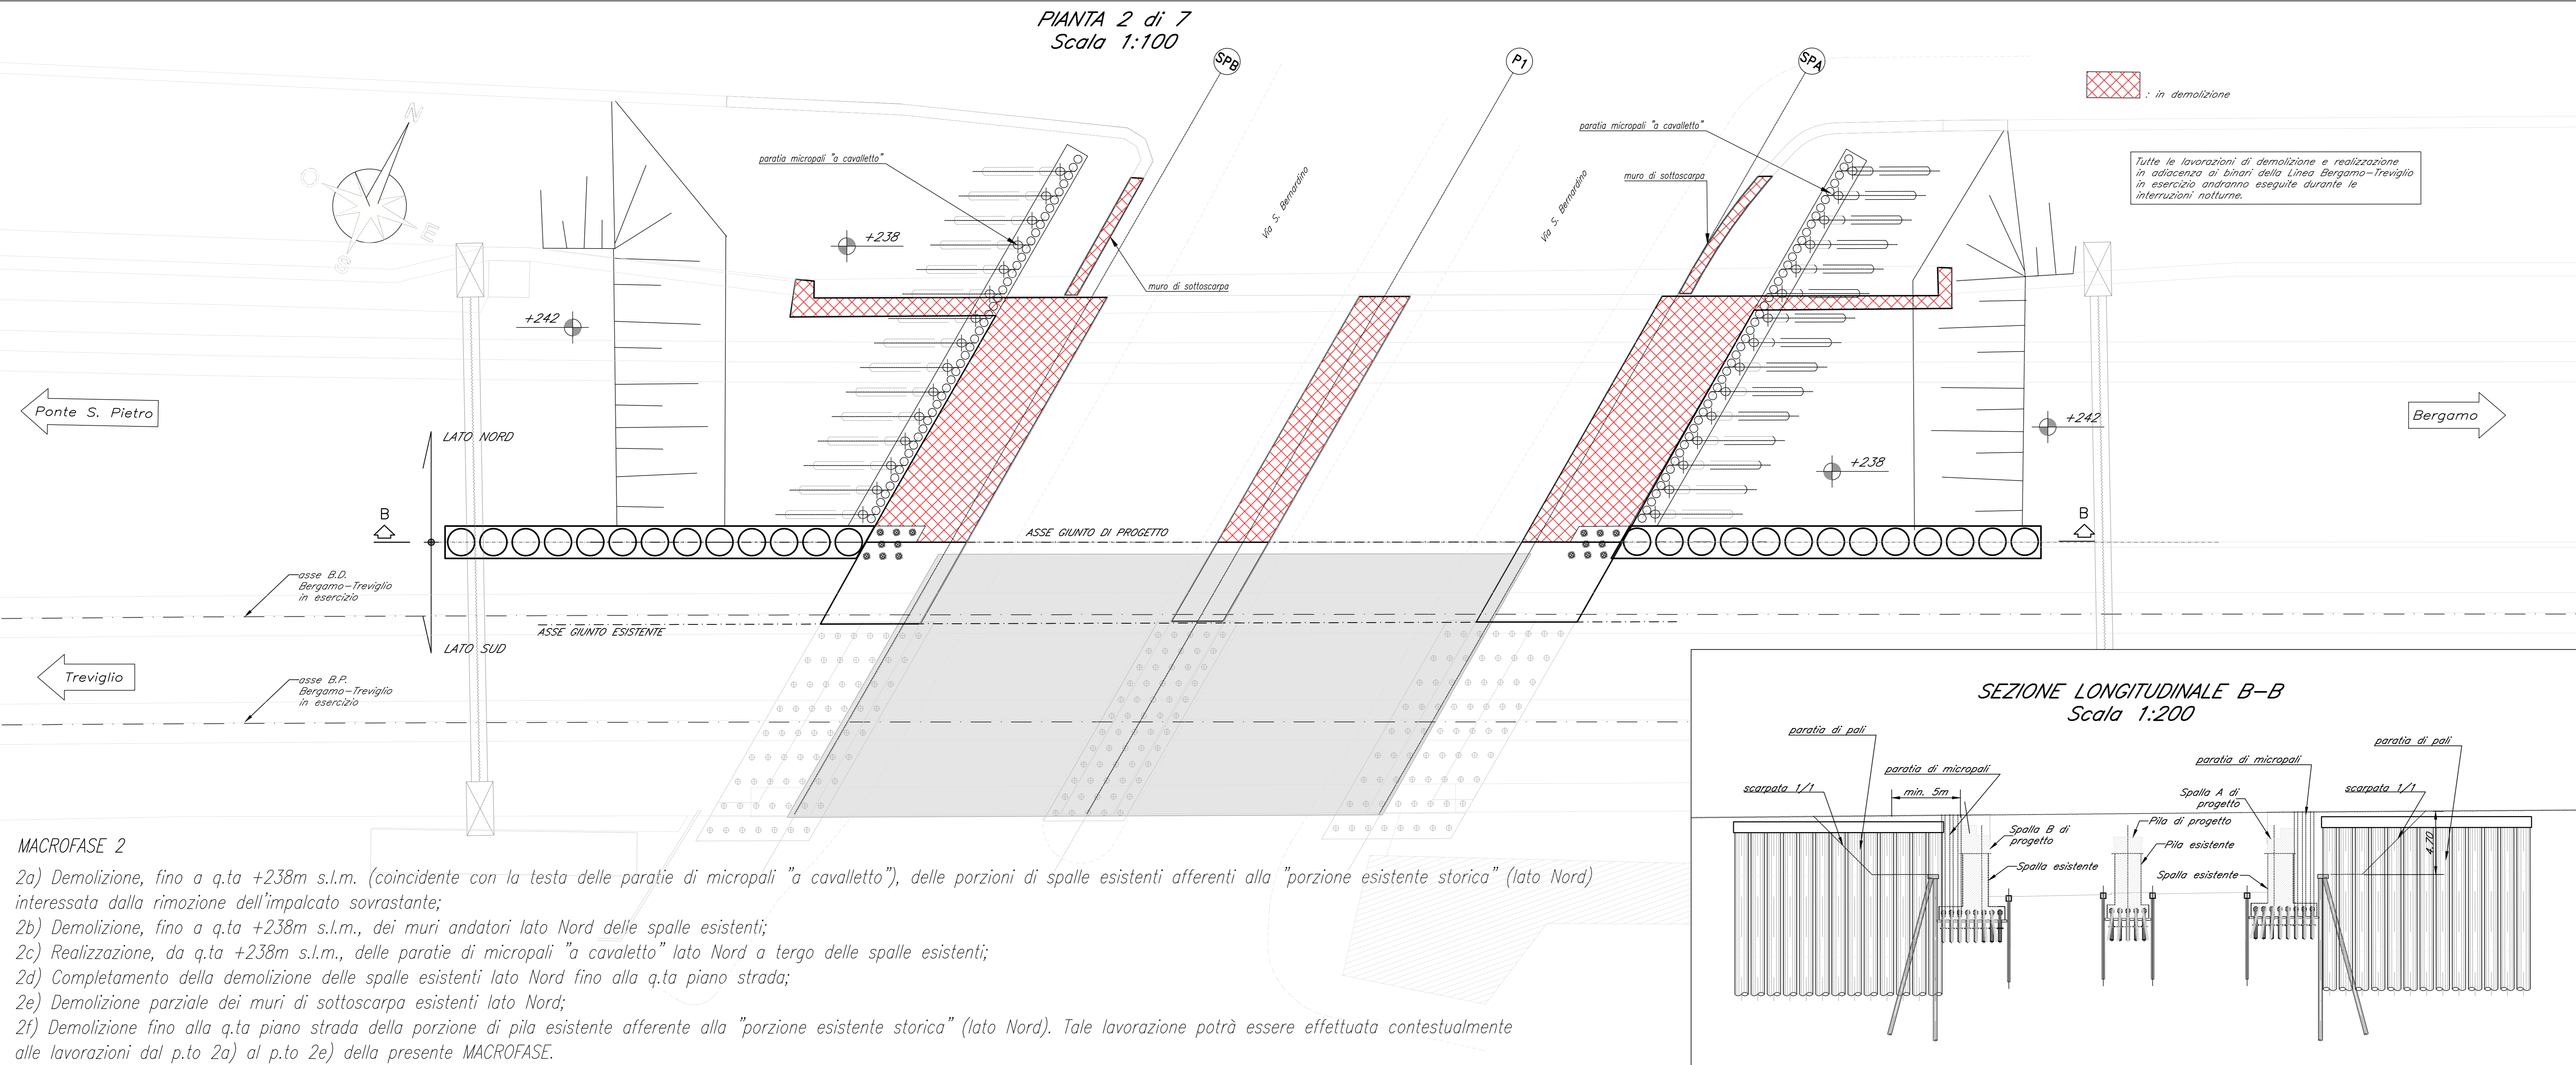 PIANTA 2 di 7
Scala 1:100
SPB
P1
SPA
: in demolizione
Tutte le lavorazioni di demolizione e realizzazione
in adiacenza ai binari della Linea Bergamo-Treviglio
in esercizio andranno eseguite durante le
interruzioni notturne.
N
O
E
S
paratia micropali "a cavalletto"
paratia micropali "a cavalletto"
muro di sottoscarpa
muro di sottoscarpa
Via S. Bernardino
Via S. Bernardino
+238
+242
+242
+238
Ponte S. Pietro
Bergamo
LATO NORD
B
B
ASSE GIUNTO DI PROGETTO
asse B.D.
Bergamo-Treviglio
in esercizio
ASSE GIUNTO ESISTENTE
LATO SUD
Treviglio
asse B.P.
Bergamo-Treviglio
in esercizio
SEZIONE LONGITUDINALE B-B
Scala 1:200
paratia di pali
paratia di pali
paratia di micropali
paratia di micropali
scarpata 1/1
min. 5m
scarpata 1/1
Spalla A di
progetto
Pila di progetto
Spalla B di
progetto
Pila esistente
Spalla esistente
Spalla esistente
4.70
MACROFASE 2
2a) Demolizione, fino a q.ta +238m s.l.m. (coincidente con la testa delle paratie di micropali "a cavalletto"), delle porzioni di spalle esistenti afferenti alla "porzione esistente storica" (lato Nord)
interessata dalla rimozione dell'impalcato sovrastante;
2b) Demolizione, fino a q.ta +238m s.l.m., dei muri andatori lato Nord delle spalle esistenti;
2c) Realizzazione, da q.ta +238m s.l.m., delle paratie di micropali "a cavaletto" lato Nord a tergo delle spalle esistenti;
2d) Completamento della demolizione delle spalle esistenti lato Nord fino alla q.ta piano strada;
2e) Demolizione parziale dei muri di sottoscarpa esistenti lato Nord;
2f) Demolizione fino alla q.ta piano strada della porzione di pila esistente afferente alla "porzione esistente storica" (lato Nord). Tale lavorazione potrà essere effettuata contestualmente
alle lavorazioni dal p.to 2a) al p.to 2e) della presente MACROFASE.